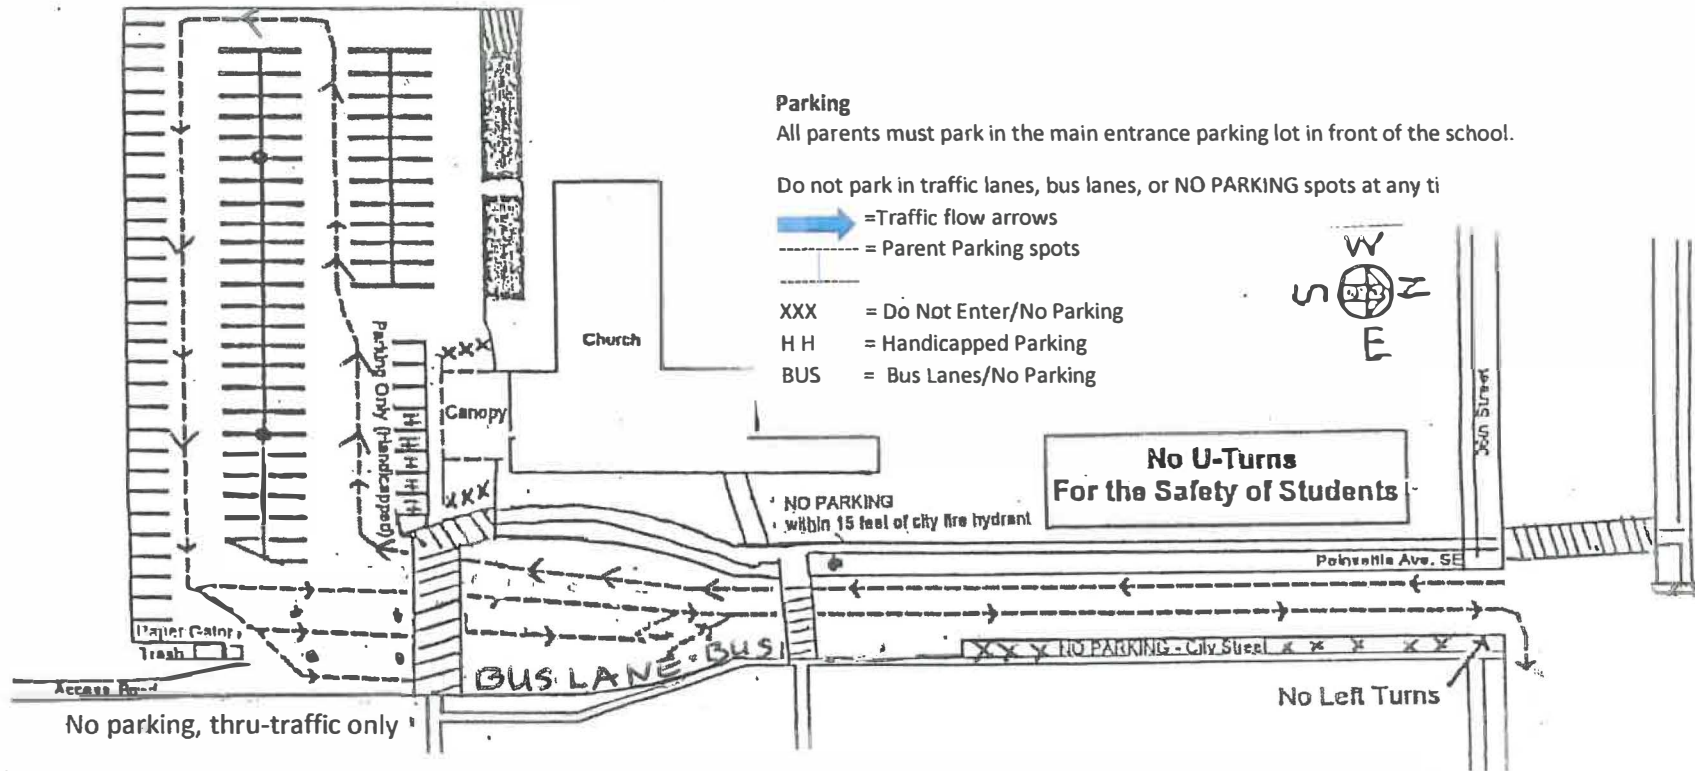 Parking
All parents must park in the main entrance parking lot in front of the school.
Do not park in traffic lanes, bus lanes, or NO PARKING spots at any ti
=Traffic flow arrows
= Parent Parking spots
XXX = Do Not Enter/No Parking
H H = Handicapped Parking
BUS = Bus Lanes/No Parking
W
S N
E
Church
Canopy
XXX
XXX
Parking Only (Handicapped)
H
H
H
H
No U-Turns
For the Safety of Students
NO PARKING
within 15 feet of city fire hydrant
Street
Poinsettia Ave. SE
Paper Gator
Trash
Access Road
No parking, thru-traffic only
BUS LANE - BUS
X X X NO PARKING - City Street X X X X X X
No Left Turns